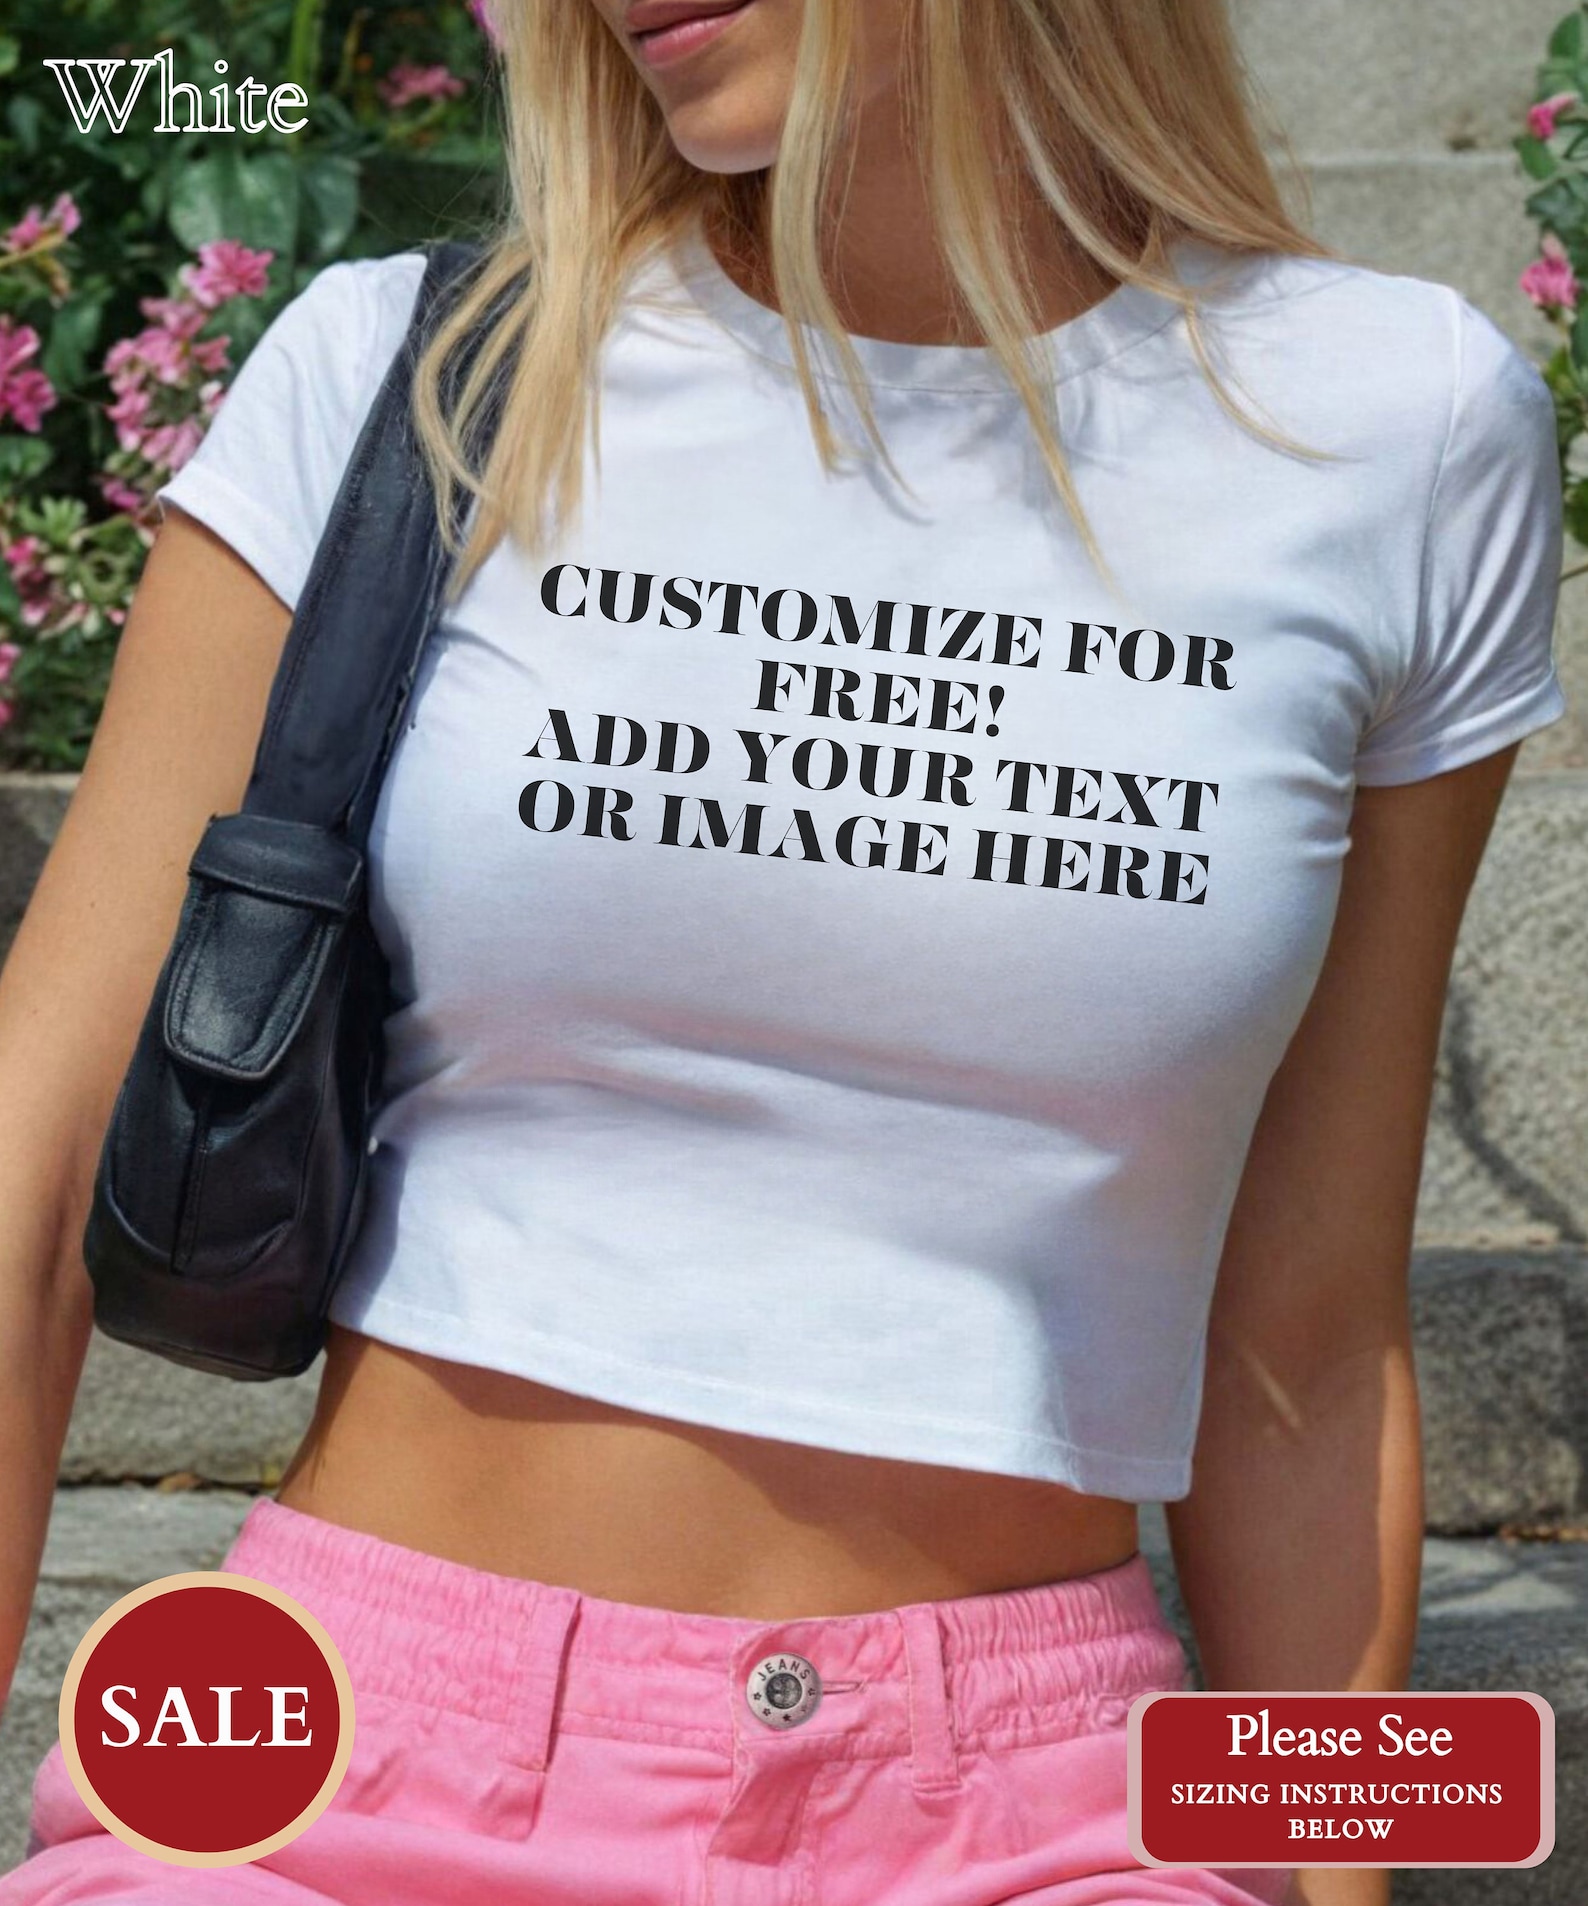 White
CUSTOMIZE FOR
FREE!
ADD YOUR TEXT
OR IMAGE HERE
JEANS
SALE
Please See
SIZING INSTRUCTIONS
BELOW